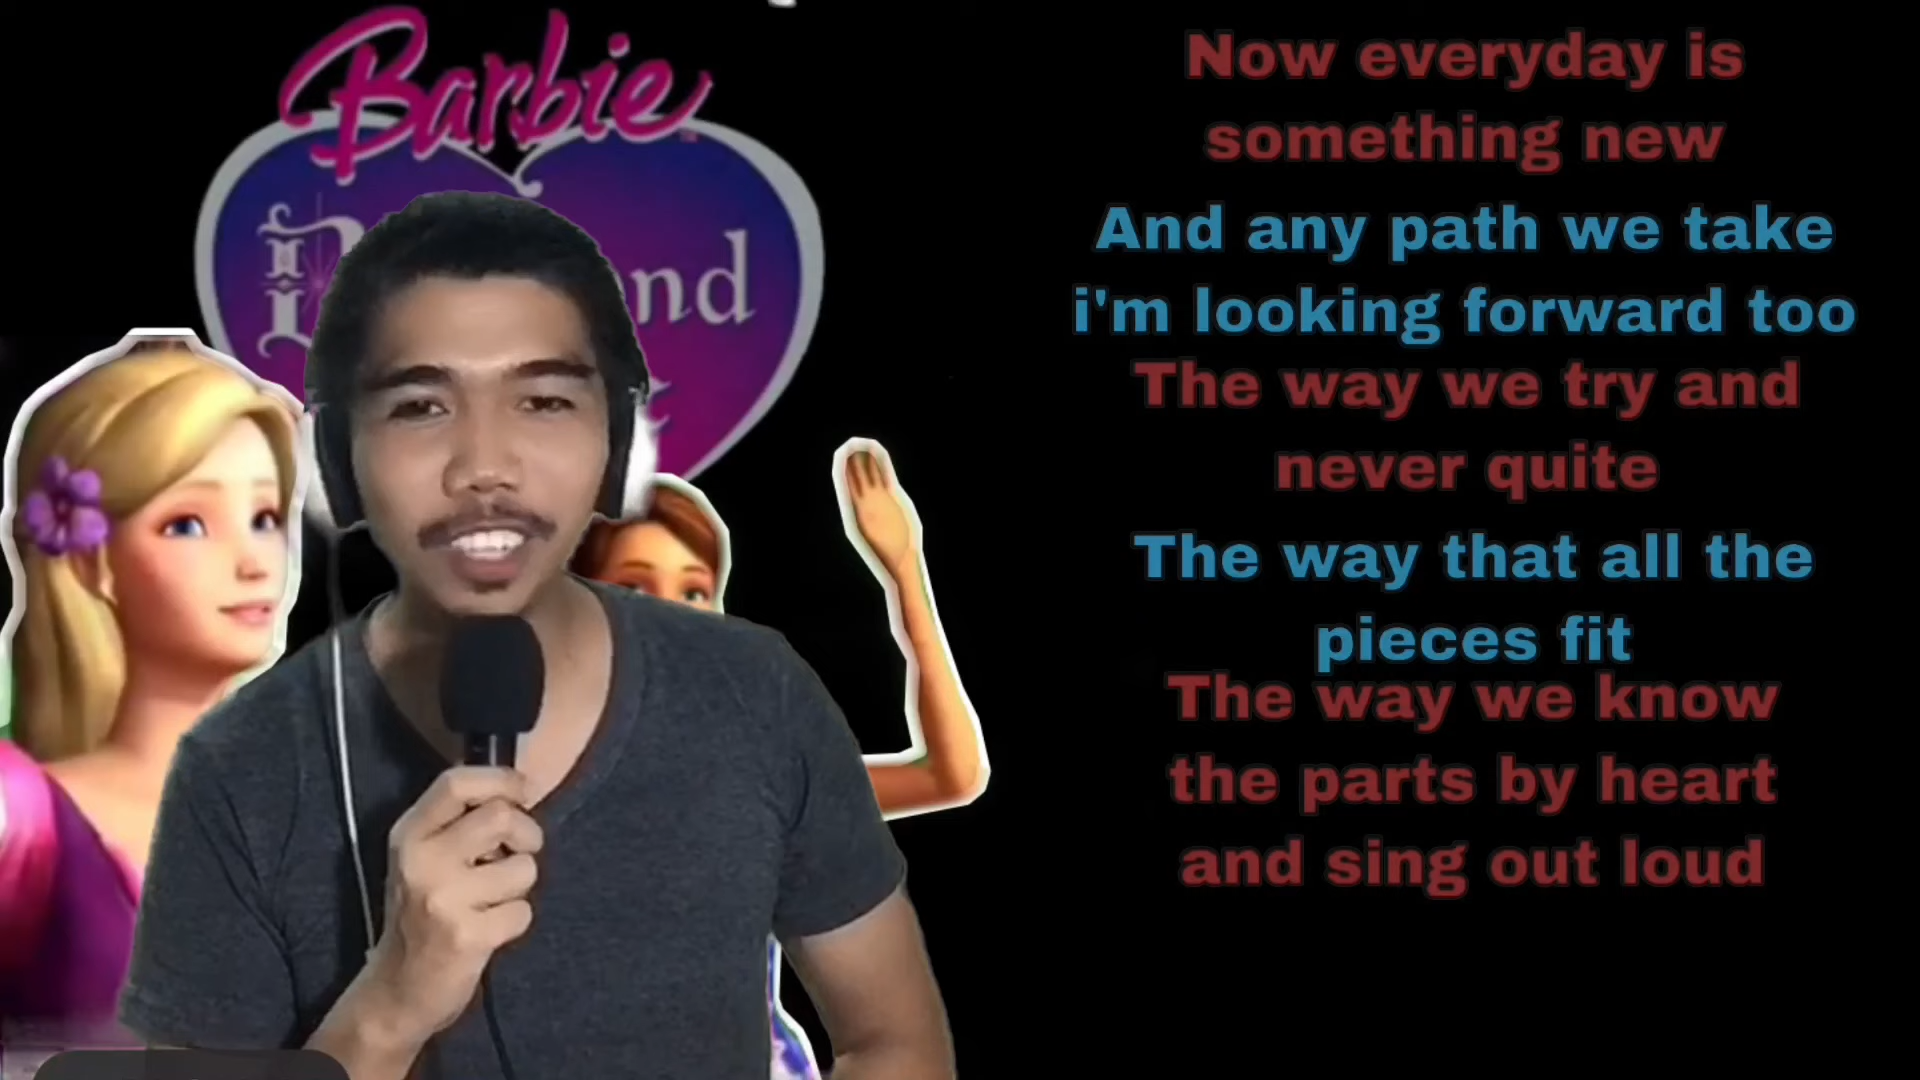 Barbie
nd
Now everyday is
something new
And any path we take
i'm looking forward too
The way we try and
never quite
The way that all the
pieces fit
The way we know
the parts by heart
and sing out loud